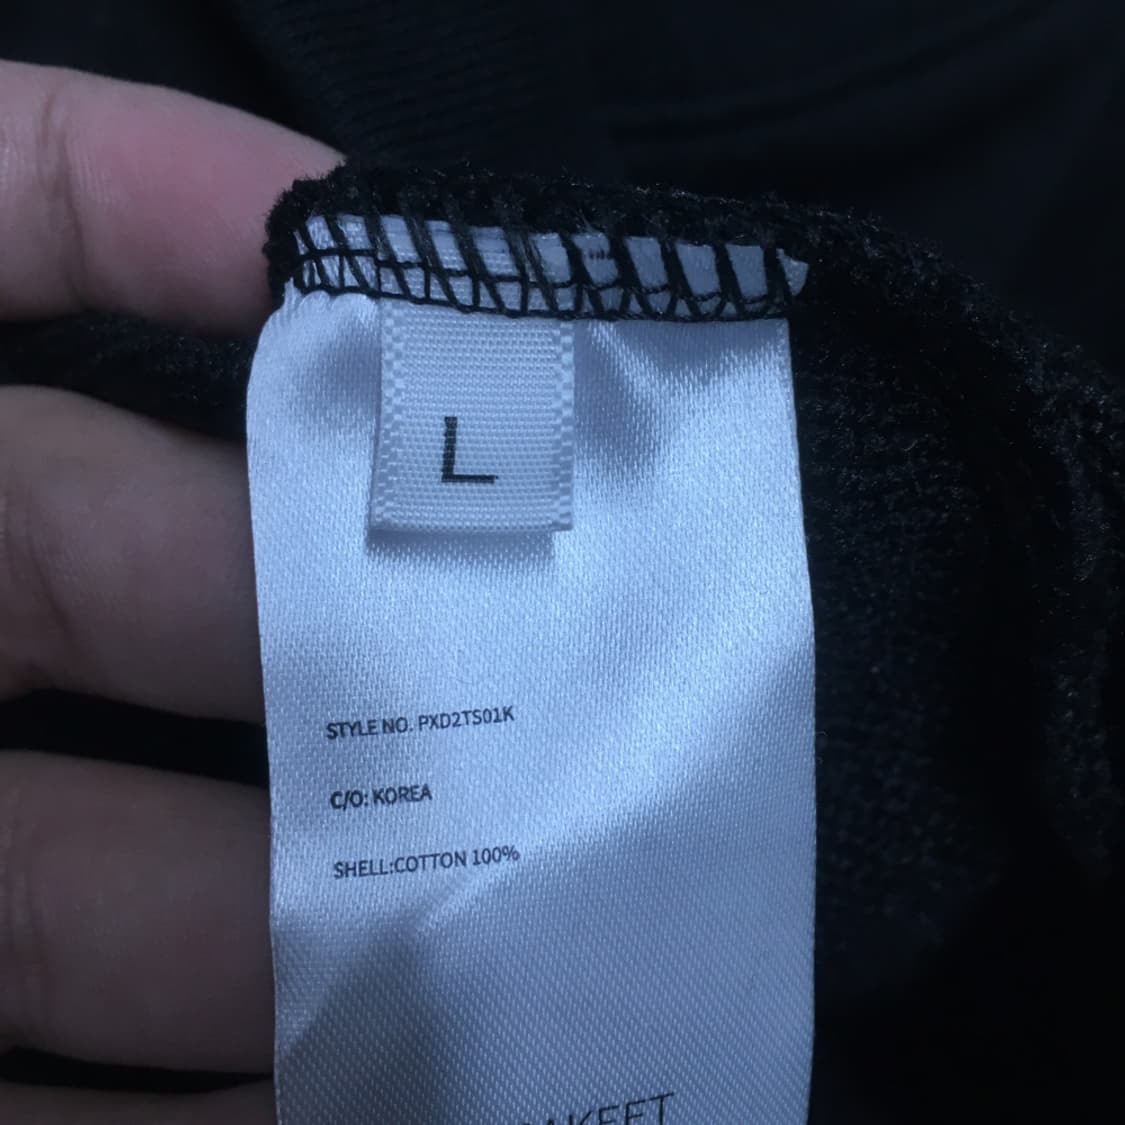 L
STYLE NO. PXD2TS01K
C/O: KOREA
SHELL:COTTON 100%